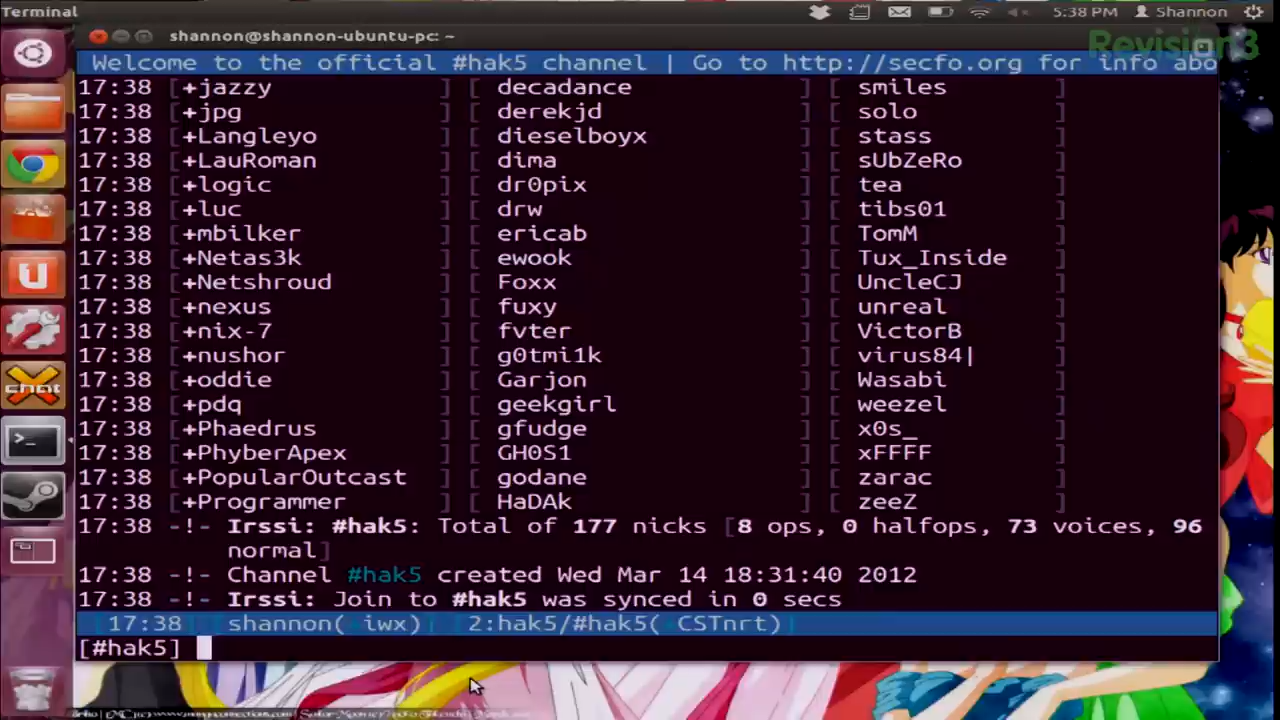 Terminal
5:38 PM Shannon
Revision3
shannon@shannon-ubuntu-pc: ~
Welcome to the official #hak5 channel | Go to http://secfo.org for info abo
17:38 [+jazzy ] [ decadance ] [ smiles ]
17:38 [+jpg ] [ derekjd ] [ solo ]
17:38 [+Langleyo ] [ dieselboyx ] [ stass ]
17:38 [+LauRoman ] [ dima ] [ sUbZeRo ]
17:38 [+logic ] [ dr0pix ] [ tea ]
17:38 [+luc ] [ drw ] [ tibs01 ]
17:38 [+mbilker ] [ ericab ] [ TomM ]
17:38 [+Netas3k ] [ ewook ] [ Tux_Inside ]
17:38 [+Netshroud ] [ Foxx ] [ UncleCJ ]
17:38 [+nexus ] [ fuxy ] [ unreal ]
17:38 [+nix-7 ] [ fvter ] [ VictorB ]
17:38 [+nushor ] [ g0tmi1k ] [ virus84| ]
17:38 [+oddie ] [ Garjon ] [ Wasabi ]
17:38 [+pdq ] [ geekgirl ] [ weezel ]
17:38 [+Phaedrus ] [ gfudge ] [ x0s_ ]
17:38 [+PhyberApex ] [ GH0S1 ] [ xFFFF ]
17:38 [+PopularOutcast ] [ godane ] [ zarac ]
17:38 [+Programmer ] [ HaDAk ] [ zeeZ ]
17:38 -!- Irssi: #hak5: Total of 177 nicks [8 ops, 0 halfops, 73 voices, 96
normal]
17:38 -!- Channel #hak5 created Wed Mar 14 18:31:40 2012
17:38 -!- Irssi: Join to #hak5 was synced in 0 secs
[17:38] [shannon(+iwx)] [2:hak5/#hak5(+CSTnrt)]
[#hak5]
chat